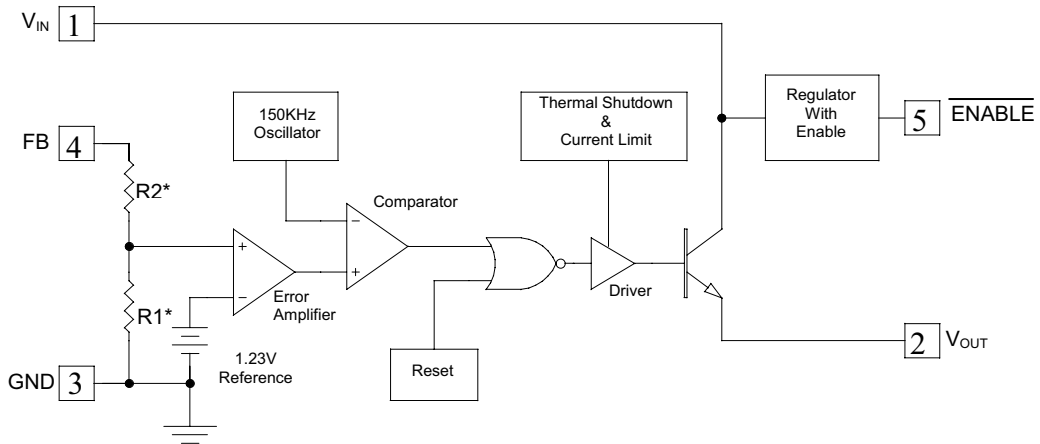 VIN 1
150KHz
Oscillator
Thermal Shutdown
&
Current Limit
Regulator
With
Enable
5 ENABLE
FB 4
R2*
Comparator
−
+
+
−
Error
Amplifier
Driver
R1*
1.23V
Reference
Reset
2 VOUT
GND 3